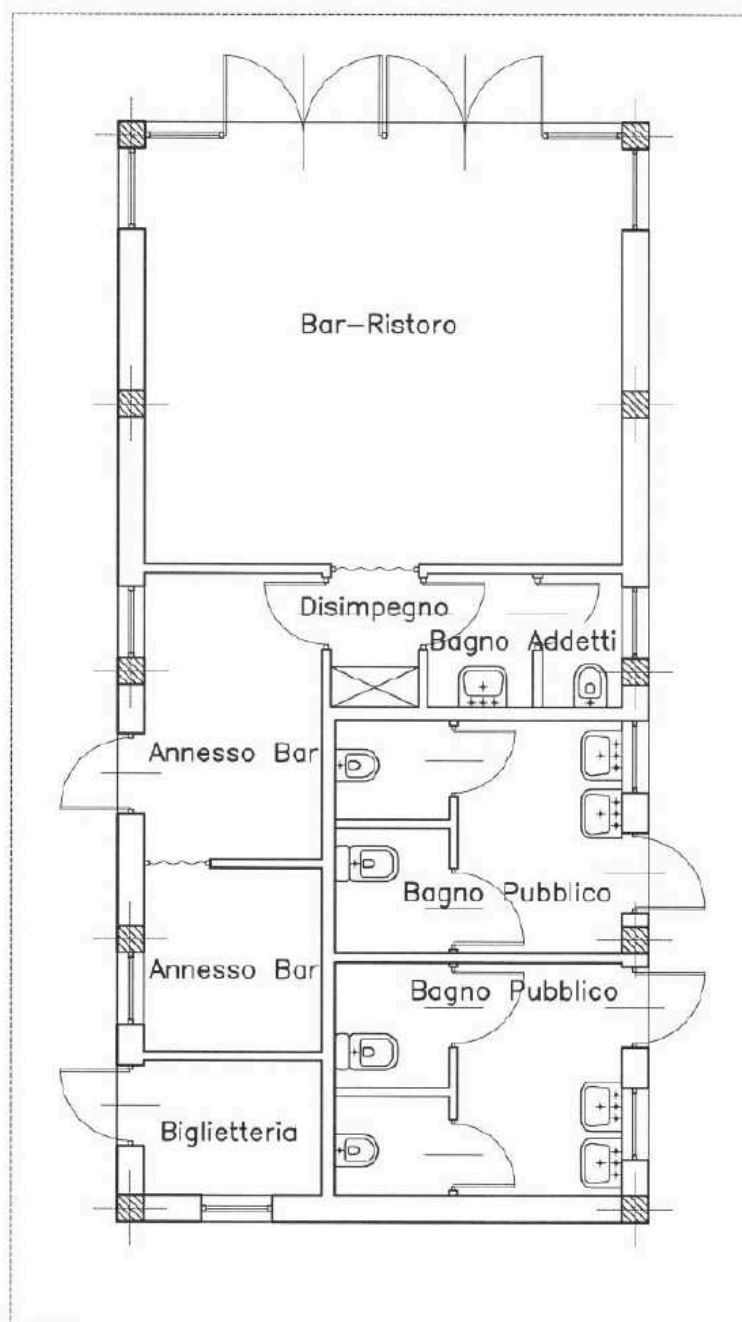 Bar-Ristoro
Disimpegno
Bagno Addetti
Annesso Bar
Bagno Pubblico
Annesso Bar
Bagno Pubblico
Biglietteria